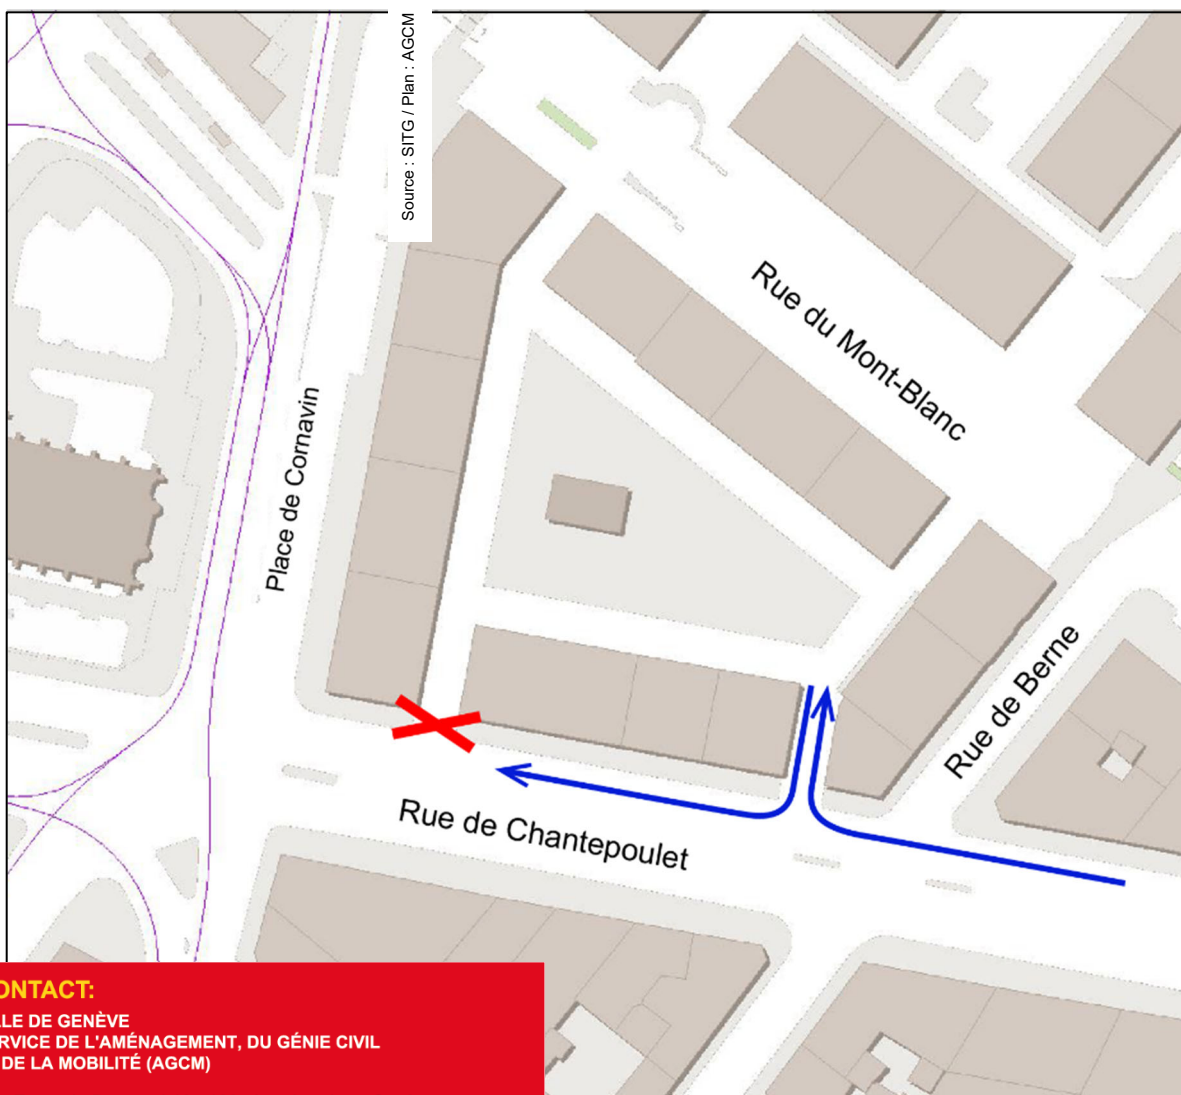 Source : SITG / Plan : AGCM
Rue du Mont-Blanc
Place de Cornavin
Rue de Berne
Rue de Chantepoulet
ONTACT:
LLE DE GENÈVE
RVICE DE L'AMÉNAGEMENT, DU GÉNIE CIVIL
DE LA MOBILITÉ (AGCM)